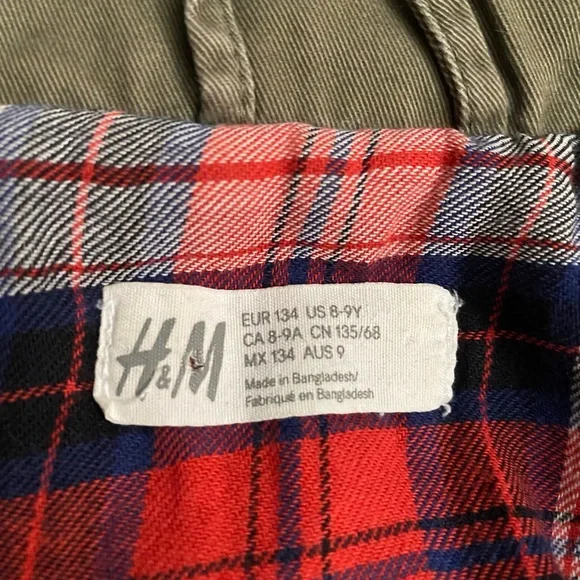 H&M
EUR 134 US 8-9Y
CA 8-9A CN 135/68
MX 134 AUS 9
Made in Bangladesh/
Fabriqué en Bangladesh